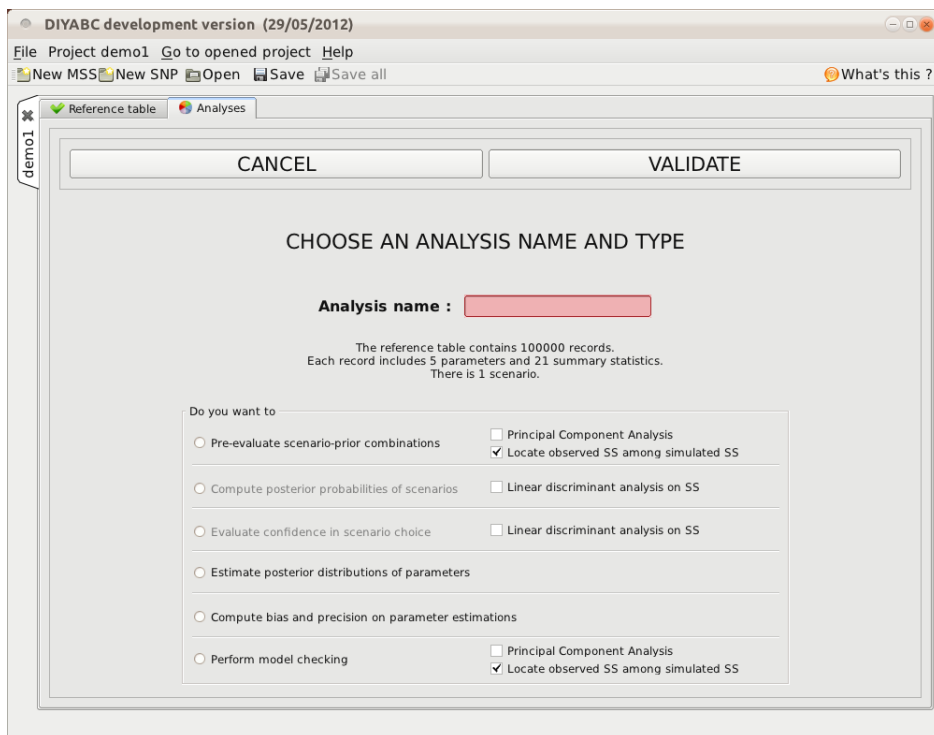 DIYABC development version (29/05/2012)
File Project demo1 Go to opened project Help
New MSS New SNP Open Save Save all What's this ?
demo1
Reference table Analyses
CANCEL VALIDATE
CHOOSE AN ANALYSIS NAME AND TYPE
Analysis name :
The reference table contains 100000 records.
Each record includes 5 parameters and 21 summary statistics.
There is 1 scenario.
Do you want to
Pre-evaluate scenario-prior combinations
Principal Component Analysis
Locate observed SS among simulated SS
Compute posterior probabilities of scenarios Linear discriminant analysis on SS
Evaluate confidence in scenario choice Linear discriminant analysis on SS
Estimate posterior distributions of parameters
Compute bias and precision on parameter estimations
Perform model checking
Principal Component Analysis
Locate observed SS among simulated SS